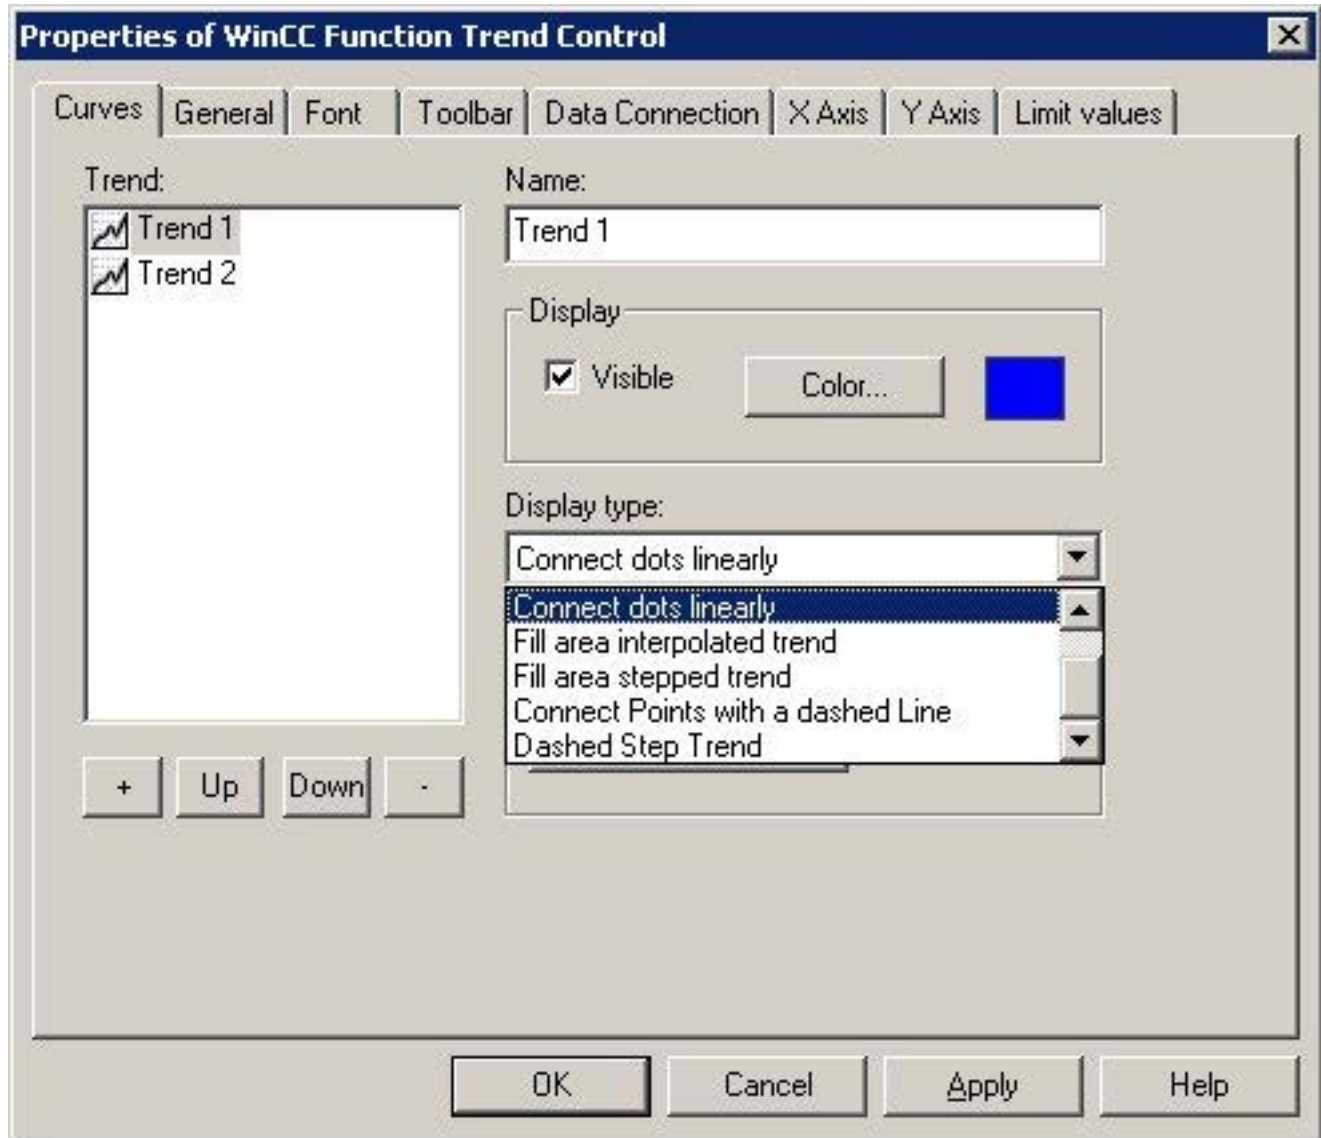 Properties of WinCC Function Trend Control
Curves General Font Toolbar Data Connection X Axis Y Axis Limit values
Trend:
Trend 1
Trend 2
+ Up Down -
Name:
Trend 1
Display
Visible Color...
Display type:
Connect dots linearly
Connect dots linearly
Fill area interpolated trend
Fill area stepped trend
Connect Points with a dashed Line
Dashed Step Trend
OK Cancel Apply Help